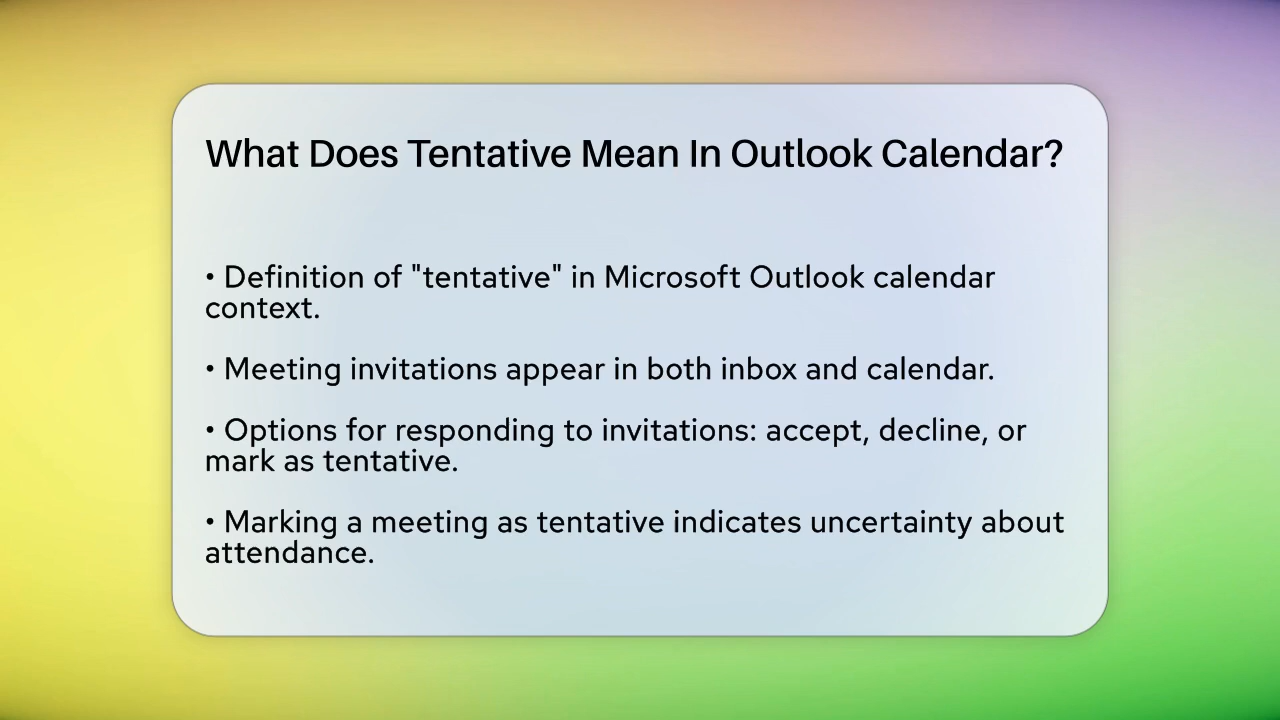 What Does Tentative Mean In Outlook Calendar?
• Definition of "tentative" in Microsoft Outlook calendar
context.
• Meeting invitations appear in both inbox and calendar.
• Options for responding to invitations: accept, decline, or
mark as tentative.
• Marking a meeting as tentative indicates uncertainty about
attendance.